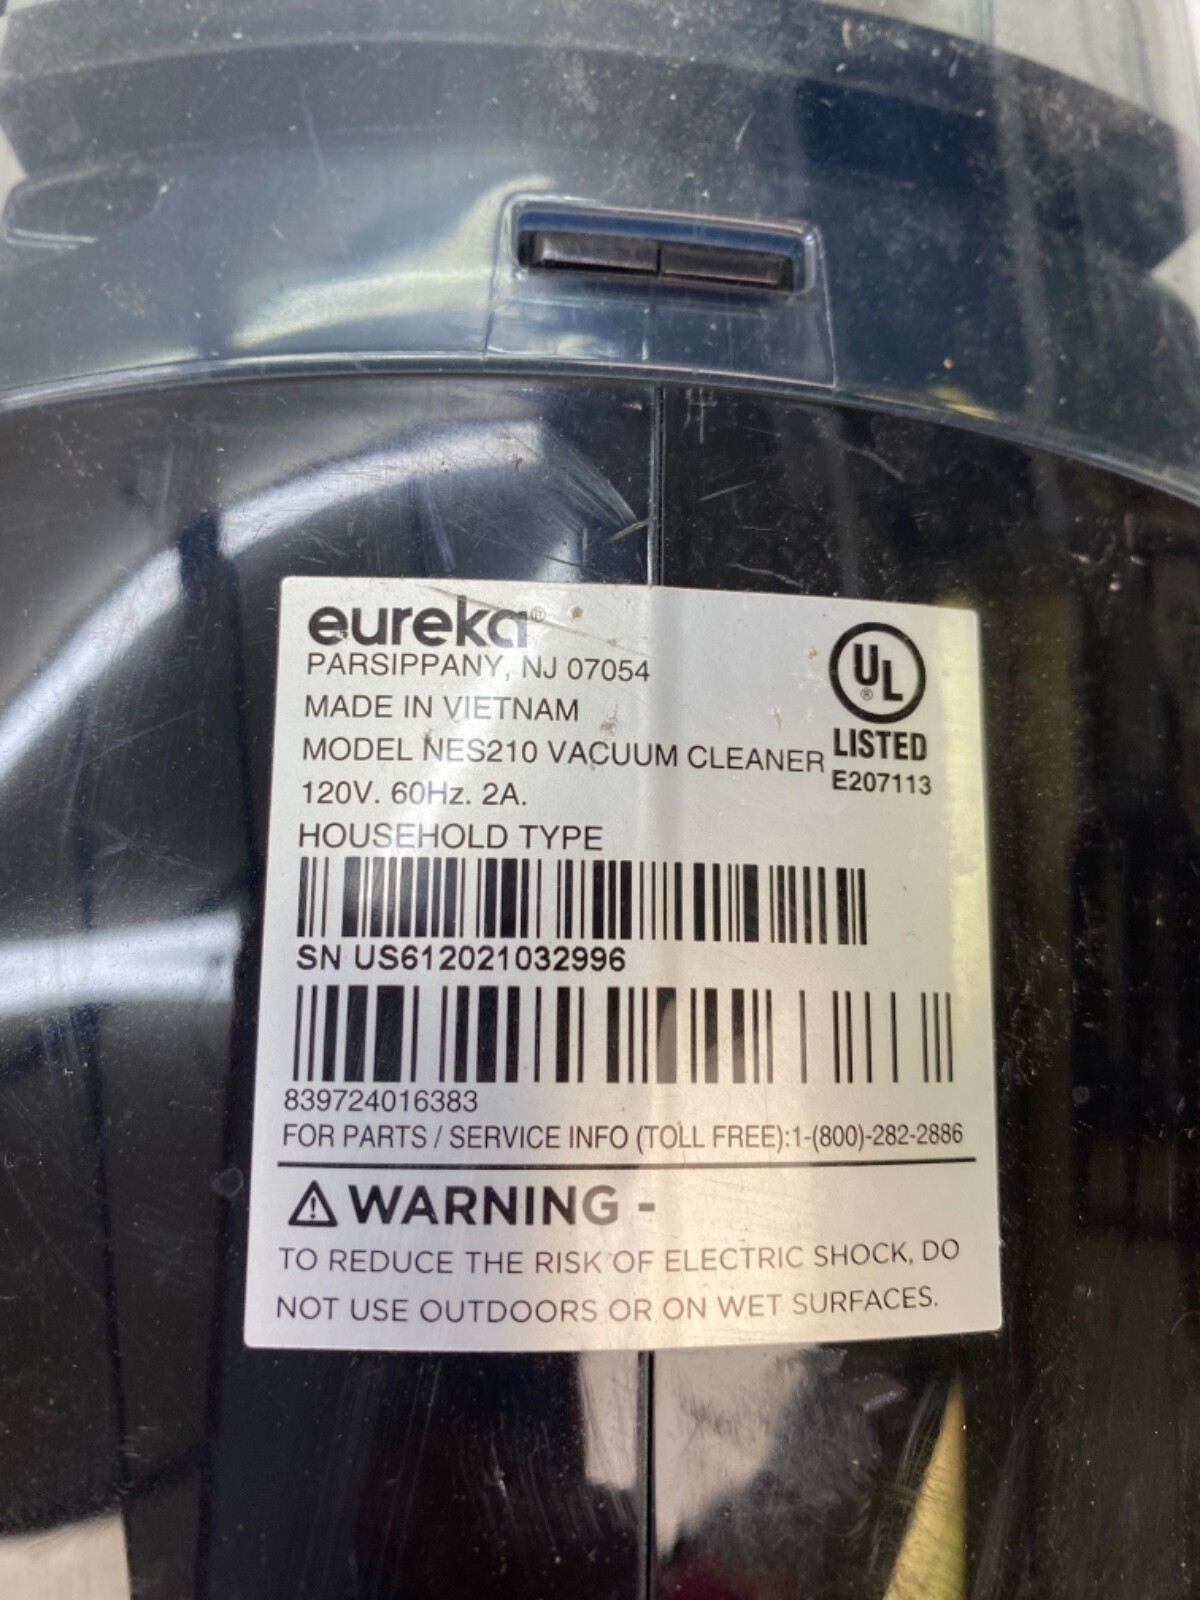 eureka®
PARSIPPANY, NJ 07054
MADE IN VIETNAM
MODEL NES210 VACUUM CLEANER
120V. 60Hz. 2A.
HOUSEHOLD TYPE
UL
®
LISTED
E207113
SN US612021032996
839724016383
FOR PARTS / SERVICE INFO (TOLL FREE):1-(800)-282-2886
WARNING -
TO REDUCE THE RISK OF ELECTRIC SHOCK, DO
NOT USE OUTDOORS OR ON WET SURFACES.